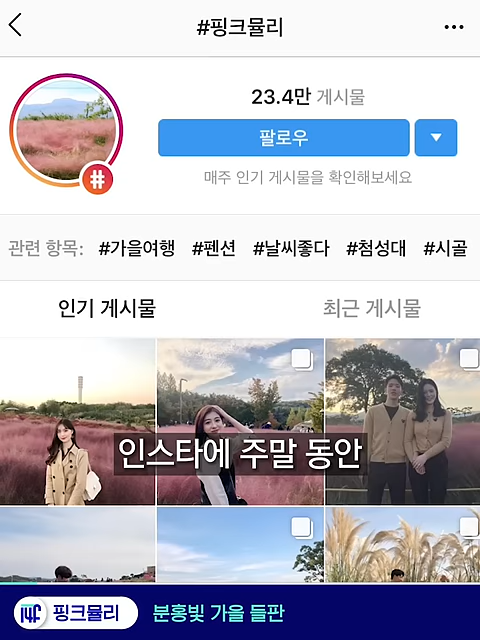 #핑크뮬리
23.4만 게시물
팔로우
매주 인기 게시물을 확인해보세요
#
관련 항목: #가을여행 #펜션 #날씨좋다 #첨성대 #시골
인기 게시물 최근 게시물
인스타에 주말 동안
핑크뮬리 분홍빛 가을 들판